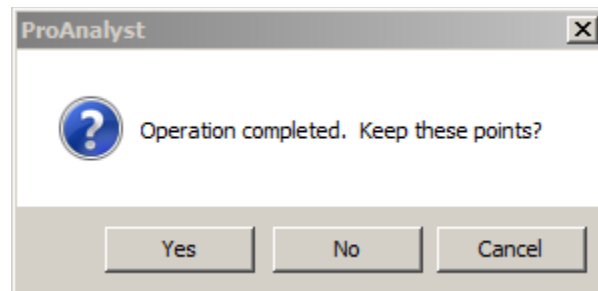 ProAnalyst
Operation completed.  Keep these points?
Yes No Cancel